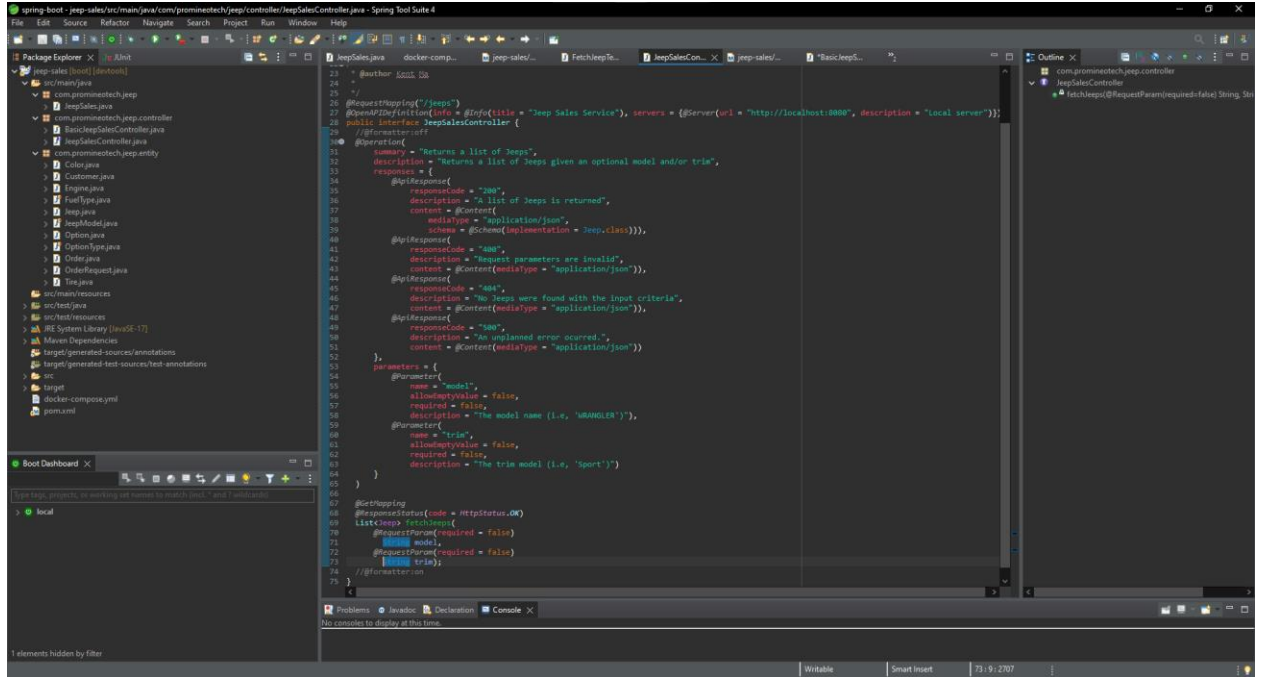 spring-boot - jeep-sales/src/main/java/com/promineotech/jeep/controller/JeepSalesController.java - Spring Tool Suite 4
File Edit Source Refactor Navigate Search Project Run Window Help
Package Explorer JUnit
jeep-sales [boot] [devtools]
src/main/java
com.promineotech.jeep
JeepSales.java
com.promineotech.jeep.controller
BasicJeepSalesController.java
JeepSalesController.java
com.promineotech.jeep.entity
Color.java
Customer.java
Engine.java
FuelType.java
Jeep.java
JeepModel.java
Option.java
OptionType.java
Order.java
OrderRequest.java
Tire.java
src/main/resources
src/test/java
src/test/resources
JRE System Library [JavaSE-17]
Maven Dependencies
target/generated-sources/annotations
target/generated-test-sources/test-annotations
src
target
docker-compose.yml
pom.xml
Boot Dashboard
Type tags, projects, or working set names to match (incl. * and ? wildcards)
local
1 elements hidden by filter
JeepSales.java docker-comp... jeep-sales/... FetchJeepTe... JeepSalesCon... jeep-sales/... *BasicJeepS...
23 * @author Kent Ma
24 *
25 */
26 @RequestMapping("/jeeps")
27 @OpenAPIDefinition(info = @Info(title = "Jeep Sales Service"), servers = {@Server(url = "http://localhost:8080", description = "Local server")})
28 public interface JeepSalesController {
29 //@formatter:off
30 @Operation(
31 summary = "Returns a list of Jeeps",
32 description = "Returns a list of Jeeps given an optional model and/or trim",
33 responses = {
34 @ApiResponse(
35 responseCode = "200",
36 description = "A list of Jeeps is returned",
37 content = @Content(
38 mediaType = "application/json",
39 schema = @Schema(implementation = Jeep.class))),
40 @ApiResponse(
41 responseCode = "400",
42 description = "Request parameters are invalid",
43 content = @Content(mediaType = "application/json")),
44 @ApiResponse(
45 responseCode = "404",
46 description = "No Jeeps were found with the input criteria",
47 content = @Content(mediaType = "application/json")),
48 @ApiResponse(
49 responseCode = "500",
50 description = "An unplanned error ocurred.",
51 content = @Content(mediaType = "application/json"))
52 },
53 parameters = {
54 @Parameter(
55 name = "model",
56 allowEmptyValue = false,
57 required = false,
58 description = "The model name (i.e, 'WRANGLER')"),
59 @Parameter(
60 name = "trim",
61 allowEmptyValue = false,
62 required = false,
63 description = "The trim model (i.e, 'Sport')")
64 }
65 )
66
67 @GetMapping
68 @ResponseStatus(code = HttpStatus.OK)
69 List<Jeep> fetchJeeps(
70 @RequestParam(required = false)
71 String model,
72 @RequestParam(required = false)
73 String trim);
74 //@formatter:on
75 }
Problems Javadoc Declaration Console
No consoles to display at this time.
Writable Smart Insert 73 : 9 : 2707
Outline
com.promineotech.jeep.controller
JeepSalesController
fetchJeeps(@RequestParam(required=false) String, Stri